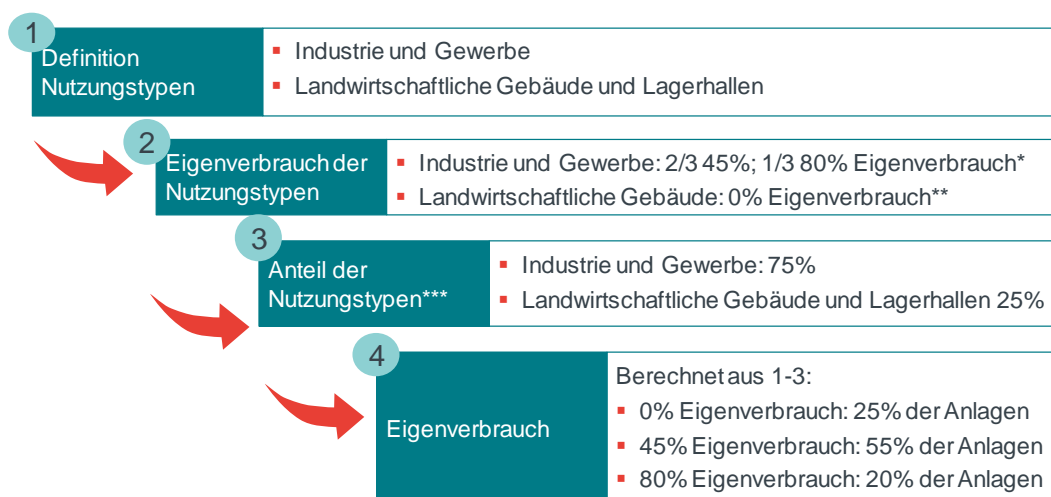 1
Definition
Nutzungstypen
▪ Industrie und Gewerbe
▪ Landwirtschaftliche Gebäude und Lagerhallen
2
Eigenverbrauch der
Nutzungstypen
▪ Industrie und Gewerbe: 2/3 45%; 1/3 80% Eigenverbrauch*
▪ Landwirtschaftliche Gebäude: 0% Eigenverbrauch**
3
Anteil der
Nutzungstypen***
▪ Industrie und Gewerbe: 75%
▪ Landwirtschaftliche Gebäude und Lagerhallen 25%
4
Eigenverbrauch
Berechnet aus 1-3:
▪ 0% Eigenverbrauch: 25% der Anlagen
▪ 45% Eigenverbrauch: 55% der Anlagen
▪ 80% Eigenverbrauch: 20% der Anlagen